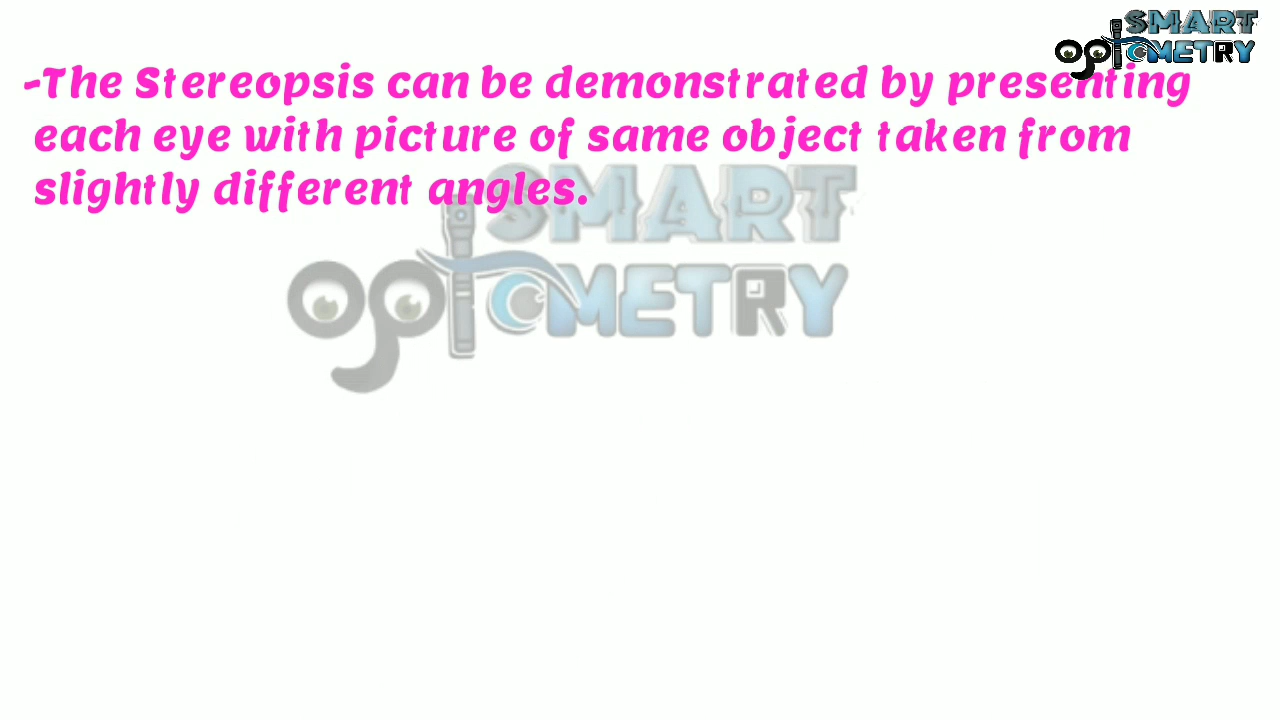 SMART
OPTOMETRY
-The Stereopsis can be demonstrated by presenting
each eye with picture of same object taken from
slightly different angles.
SMART
OPTOMETRY